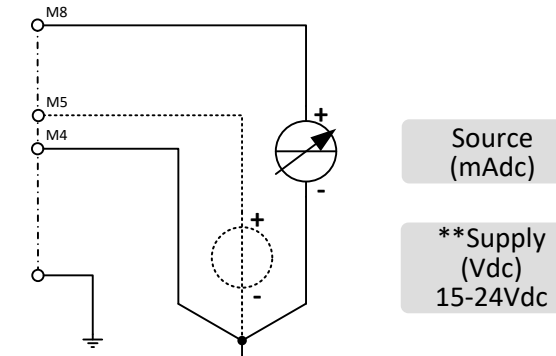 M8
M5
M4
+
-
+
-
Source
(mAdc)
**Supply
(Vdc)
15-24Vdc